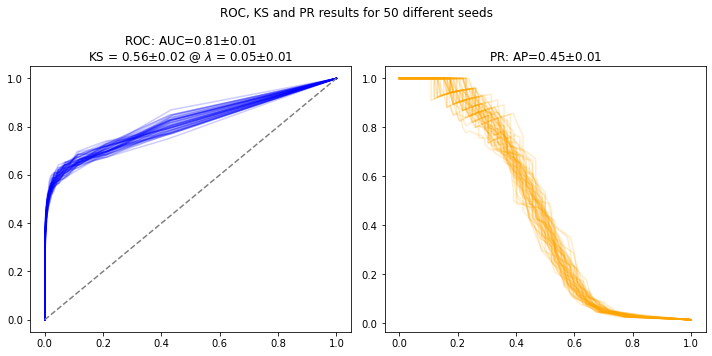 ROC, KS and PR results for 50 different seeds
ROC: AUC=0.81±0.01
KS = 0.56±0.02 @ λ = 0.05±0.01
1.0
0.8
0.6
0.4
0.2
0.0
0.0 0.2 0.4 0.6 0.8 1.0
PR: AP=0.45±0.01
1.0
0.8
0.6
0.4
0.2
0.0
0.0 0.2 0.4 0.6 0.8 1.0